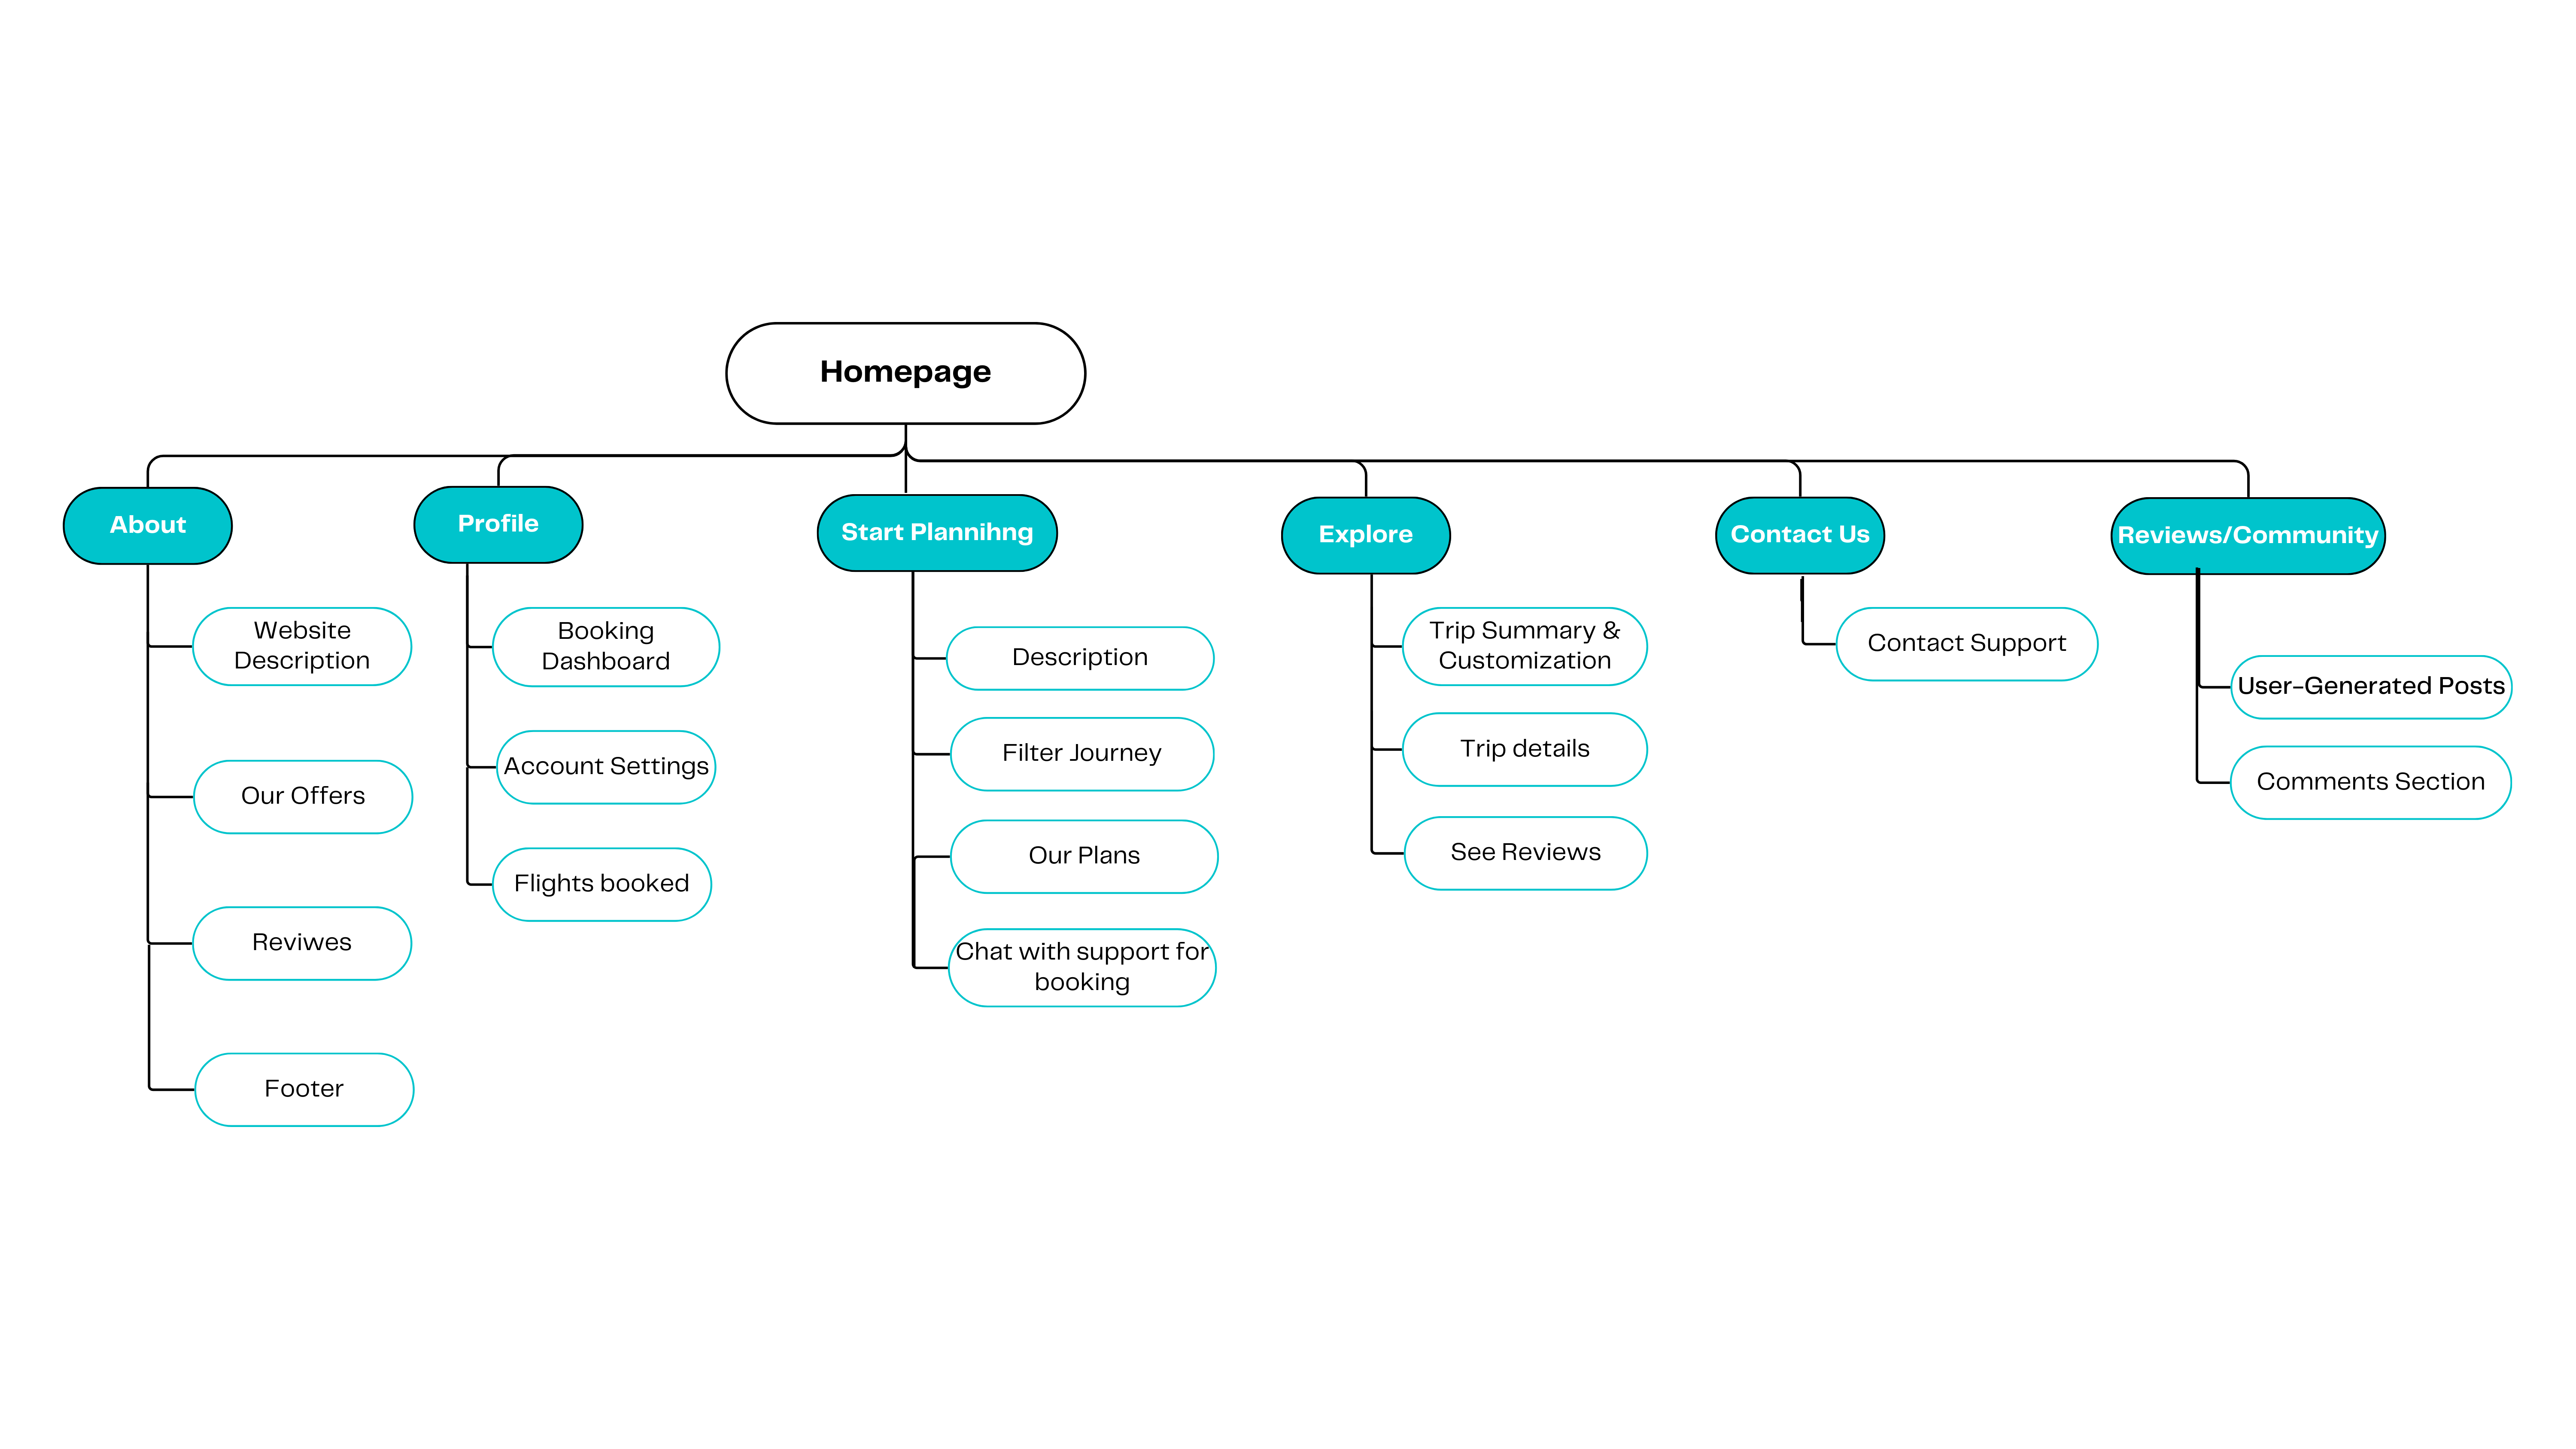 Homepage
About
Profile
Start Plannihng
Explore
Contact Us
Reviews/Community
Website
Description
Our Offers
Reviwes
Footer
Booking
Dashboard
Account Settings
Flights booked
Description
Filter Journey
Our Plans
Chat with support for
booking
Trip Summary &
Customization
Trip details
See Reviews
Contact Support
User-Generated Posts
Comments Section